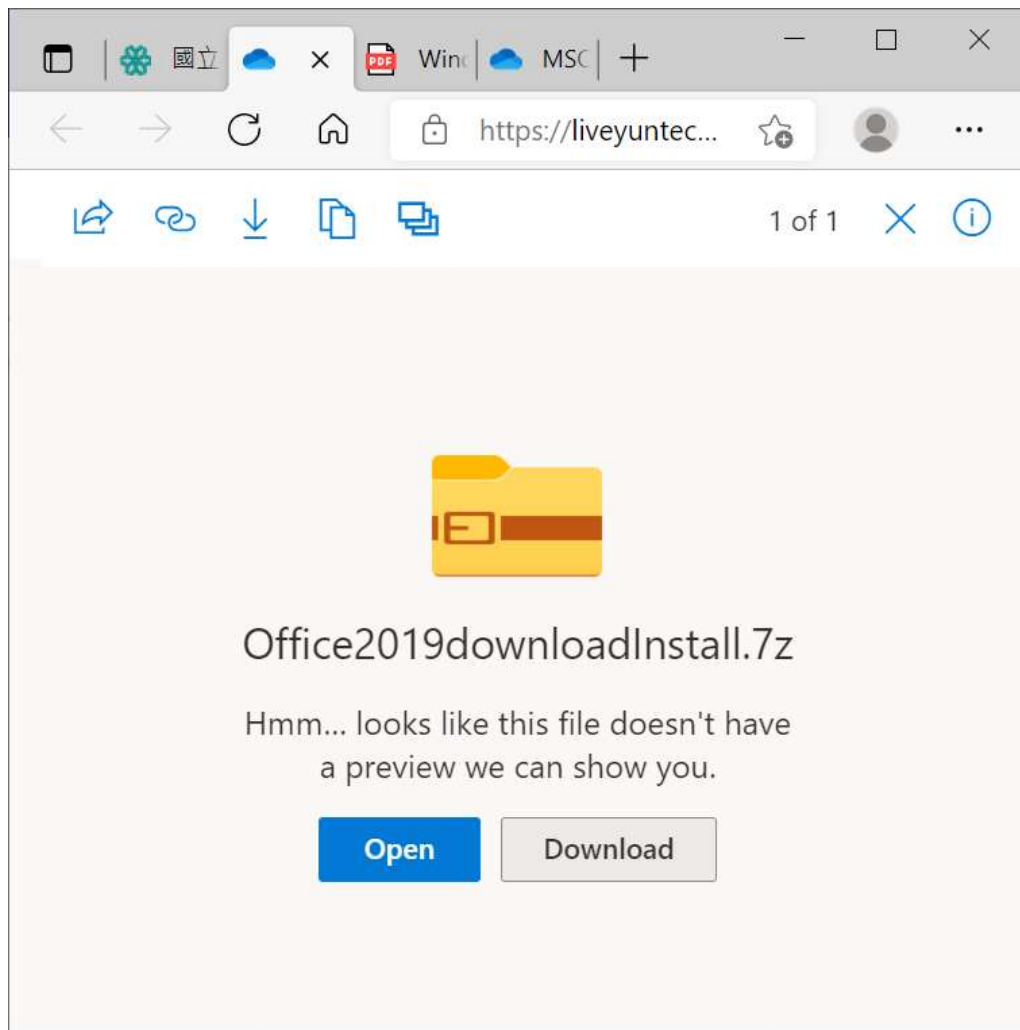 國立
Win
MSC
https://liveyuntec...
1 of 1
Office2019downloadInstall.7z
Hmm... looks like this file doesn't have
a preview we can show you.
Open
Download